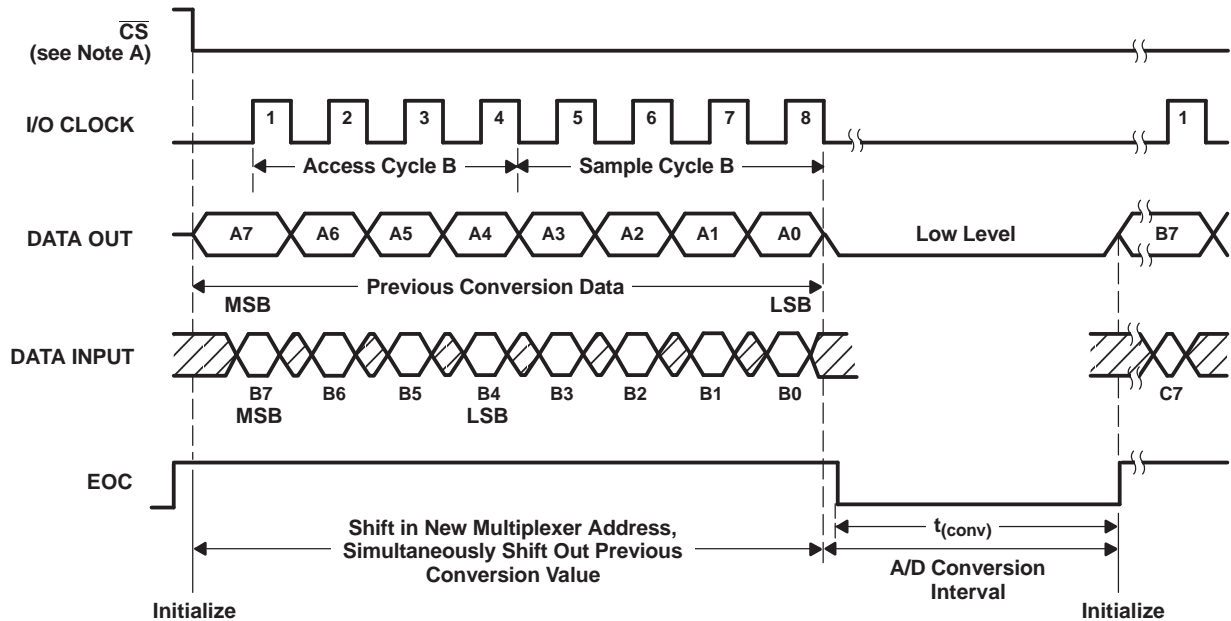 CS
(see Note A)
I/O CLOCK
1 2 3 4 5 6 7 8 1
Access Cycle B Sample Cycle B
DATA OUT
A7 A6 A5 A4 A3 A2 A1 A0 Low Level B7
Previous Conversion Data
MSB LSB
DATA INPUT
B7 B6 B5 B4 B3 B2 B1 B0 C7
MSB LSB
EOC
Shift in New Multiplexer Address,
Simultaneously Shift Out Previous
Conversion Value
t(conv)
A/D Conversion
Interval
Initialize Initialize